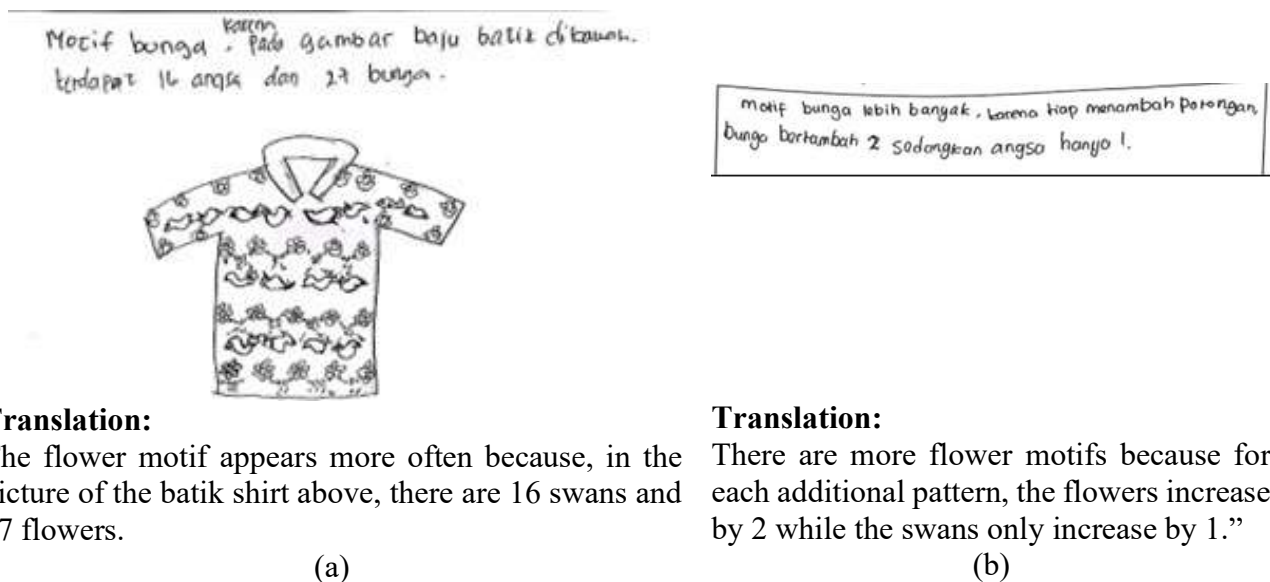 Motif bunga, karena pada gambar baju batik dibawah.
terdapat 16 angsa dan 27 bunga.
motif bunga lebih banyak, karena tiap menambah potongan,
bunga bertambah 2 sedangkan angsa hanya 1.
ranslation:
he flower motif appears more often because, in the
icture of the batik shirt above, there are 16 swans and
7 flowers.
(a)
Translation:
There are more flower motifs because for
each additional pattern, the flowers increase
by 2 while the swans only increase by 1.”
(b)